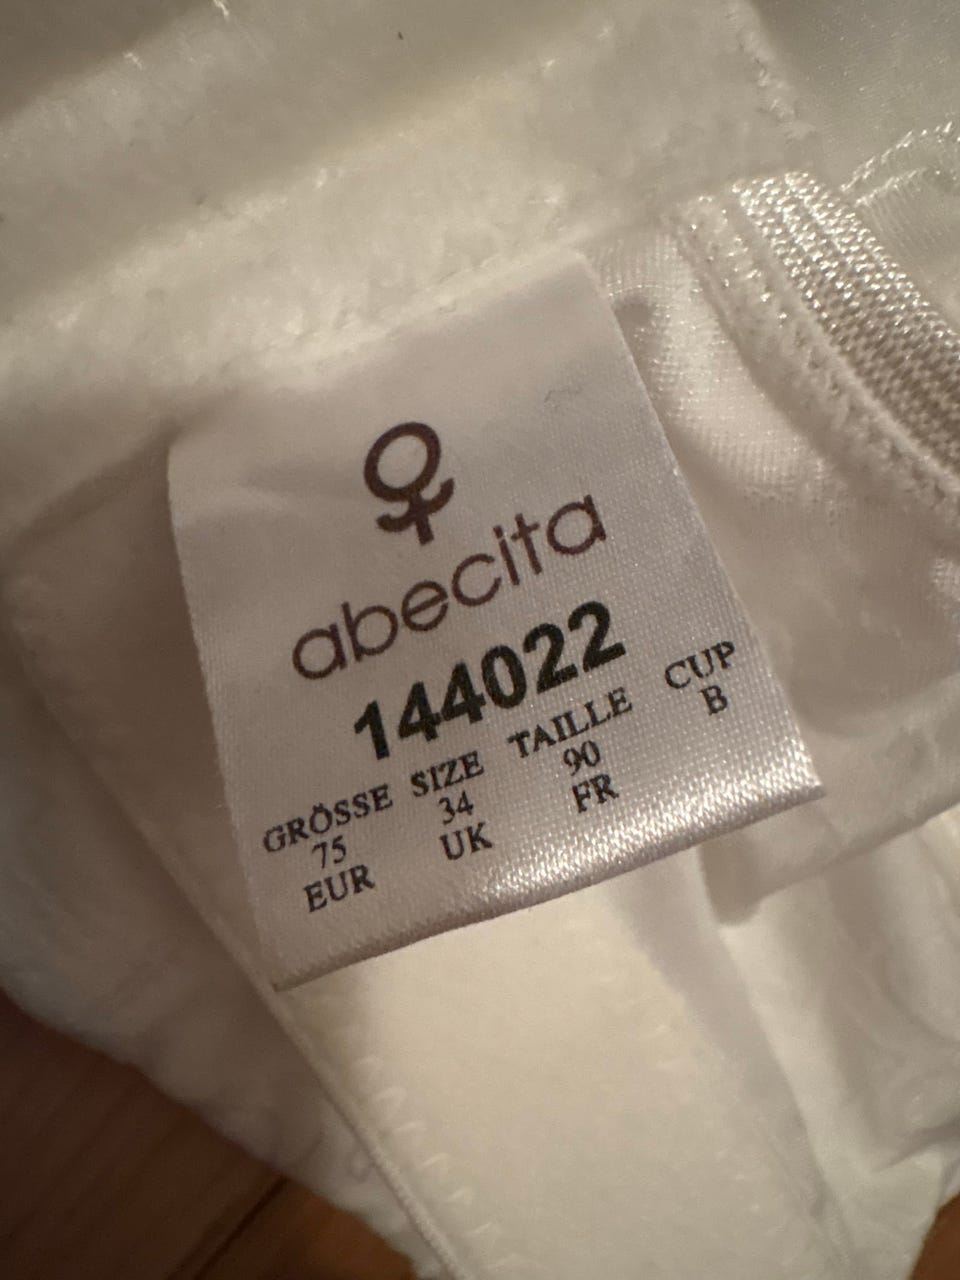 abecita
144022
GRÖSSE SIZE TAILLE CUP
75 34 90 B
EUR UK FR